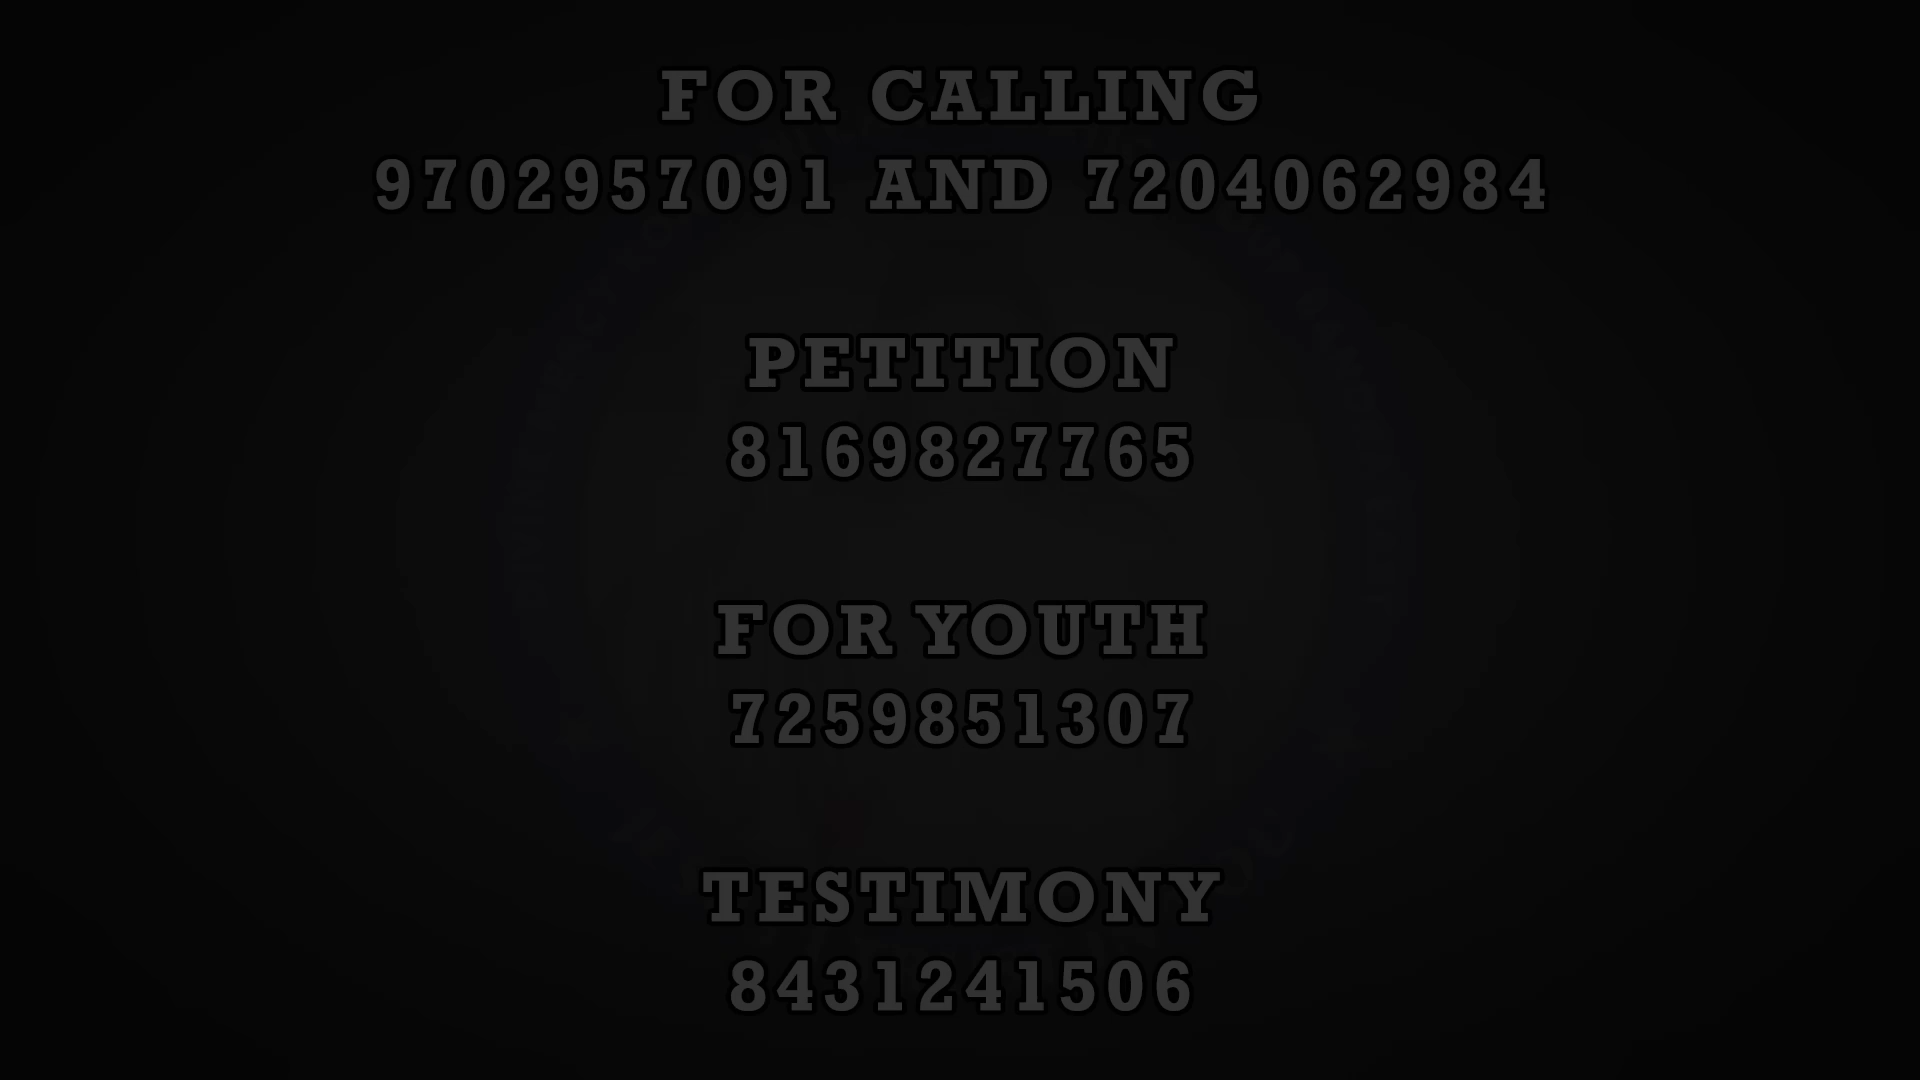 FOR CALLING
9702957091 AND 7204062984
PETITION
8169827765
FOR YOUTH
7259851307
TESTIMONY
8431241506